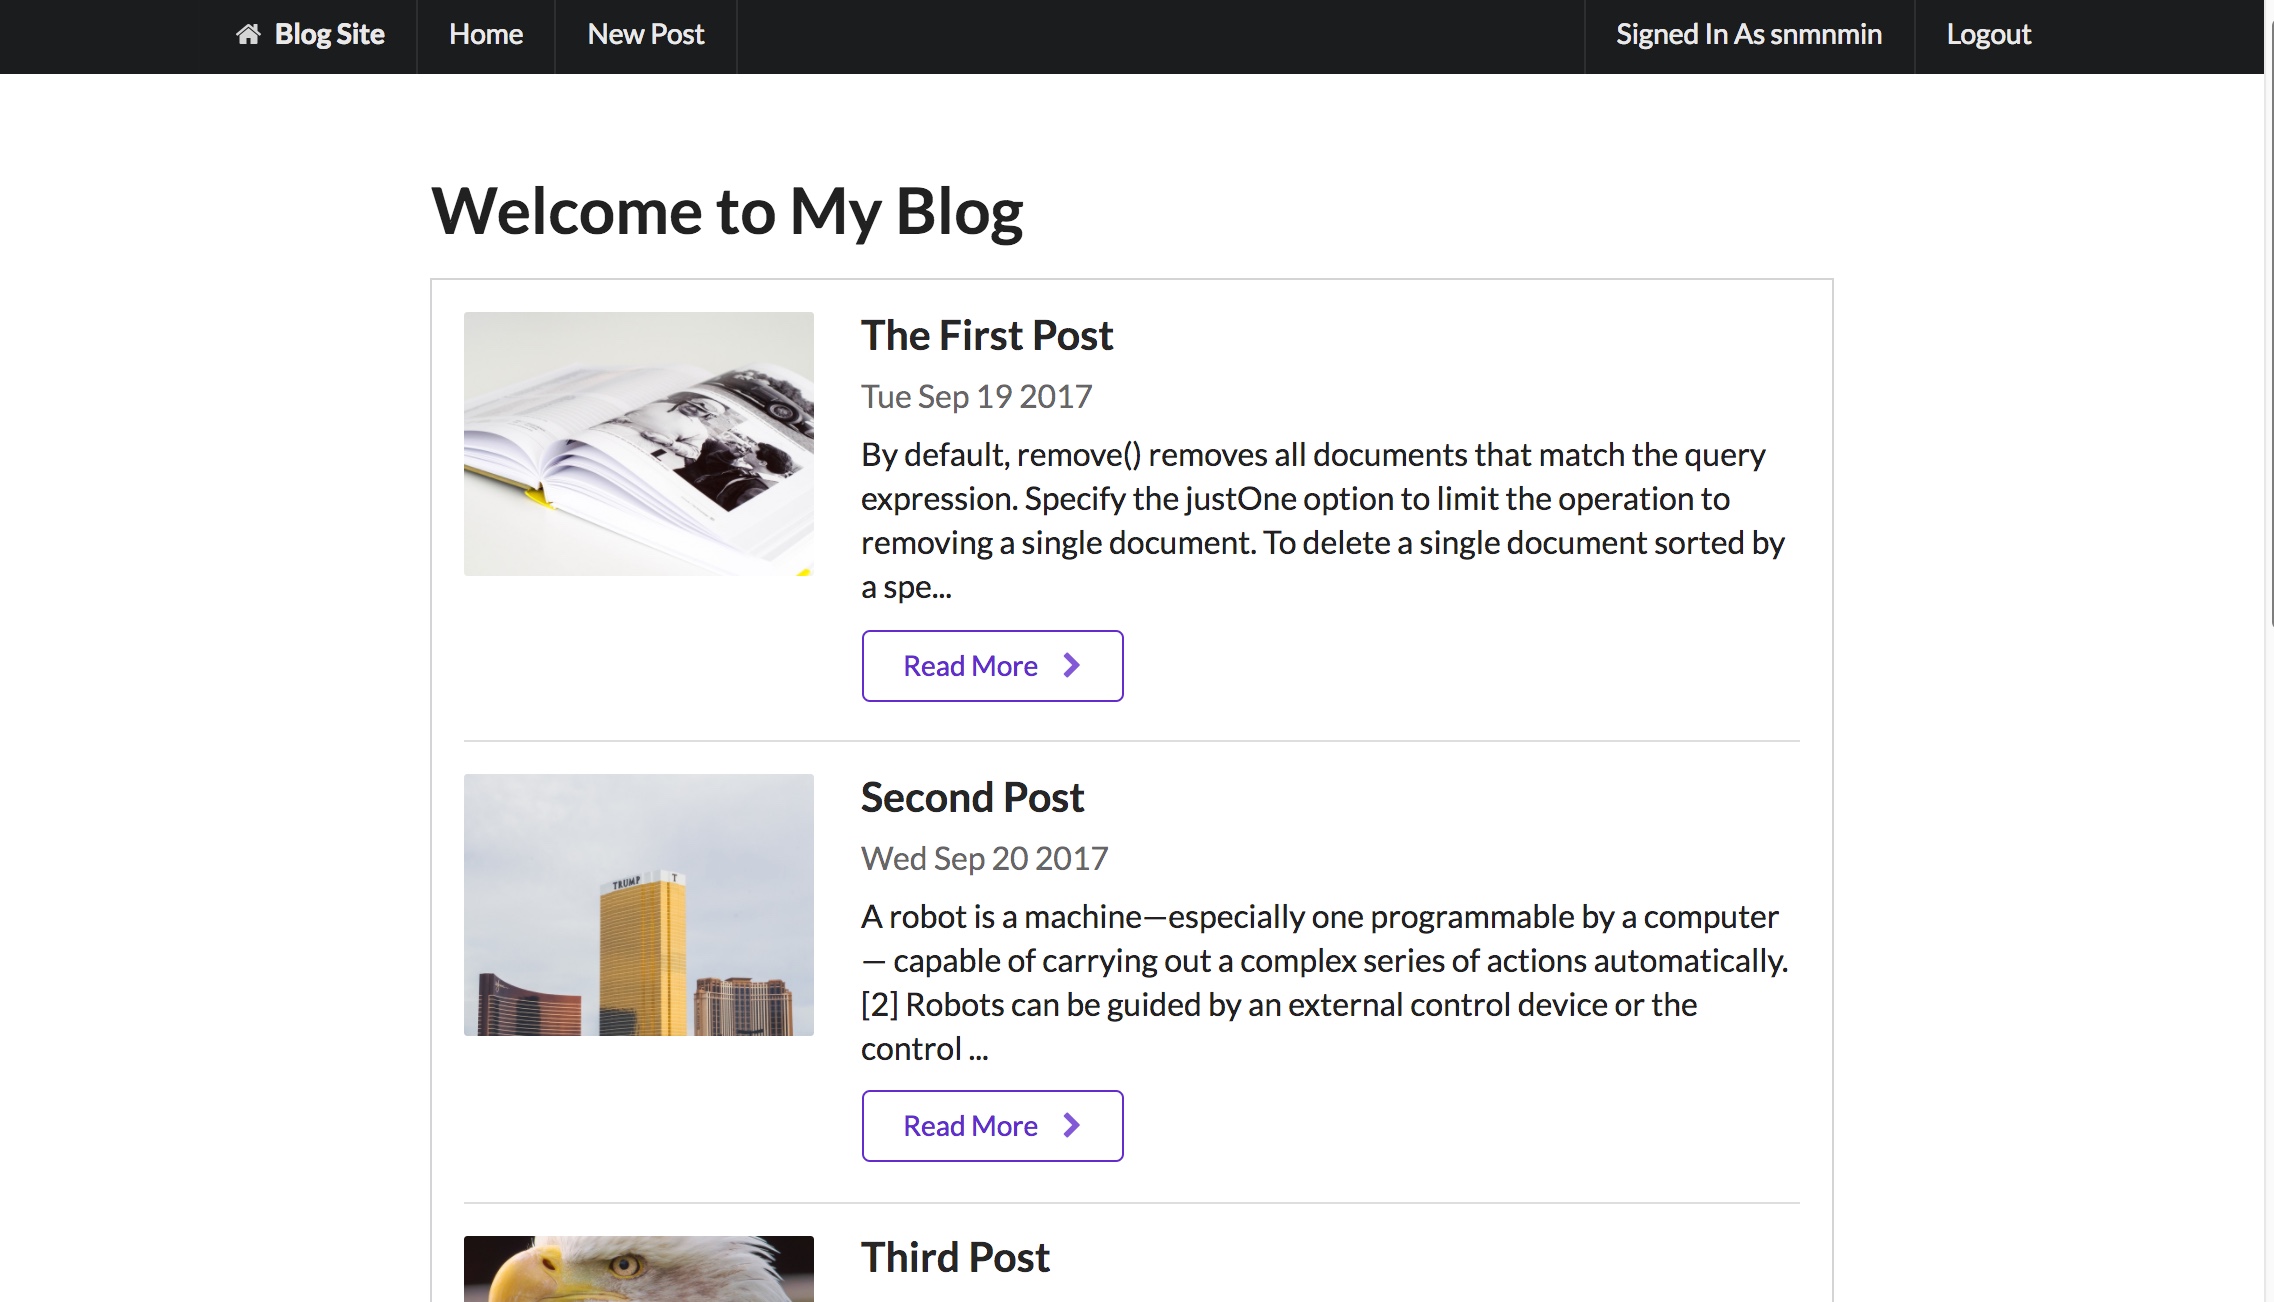 Blog Site
Home
New Post
Signed In As snmnmin
Logout
Welcome to My Blog
The First Post
Tue Sep 19 2017
By default, remove() removes all documents that match the query
expression. Specify the justOne option to limit the operation to
removing a single document. To delete a single document sorted by
a spe...
Read More
TRUMP T
Second Post
Wed Sep 20 2017
A robot is a machine—especially one programmable by a computer
— capable of carrying out a complex series of actions automatically.
[2] Robots can be guided by an external control device or the
control ...
Read More
Third Post